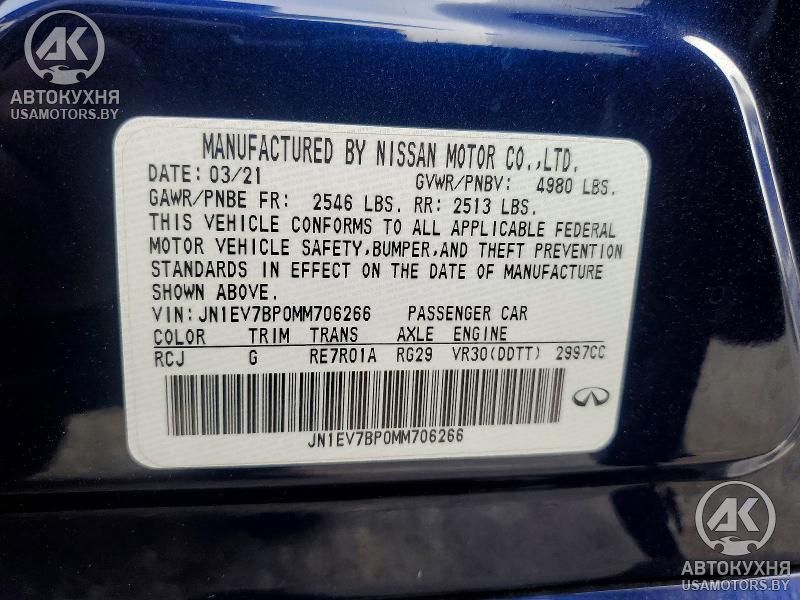 AK
АВТОКУХНЯ
USAMOTORS.BY
MANUFACTURED BY NISSAN MOTOR CO.,LTD.
DATE: 03/21 GVWR/PNBV: 4980 LBS.
GAWR/PNBE FR: 2546 LBS. RR: 2513 LBS.
THIS VEHICLE CONFORMS TO ALL APPLICABLE FEDERAL
MOTOR VEHICLE SAFETY,BUMPER,AND THEFT PREVENTION
STANDARDS IN EFFECT ON THE DATE OF MANUFACTURE
SHOWN ABOVE.
VIN: JN1EV7BP0MM706266 PASSENGER CAR
COLOR TRIM TRANS AXLE ENGINE
RCJ G RE7R01A RG29 VR30(DDTT) 2997CC
JN1EV7BP0MM706266
AK
АВТОКУХНЯ
USAMOTORS.BY